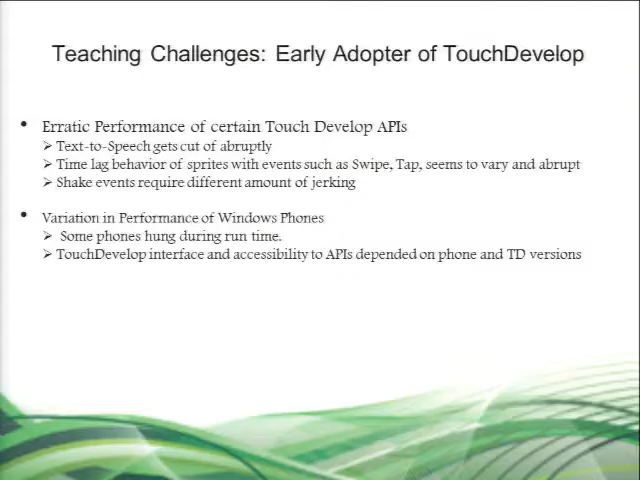 Teaching Challenges: Early Adopter of TouchDevelop
• Erratic Performance of certain Touch Develop APIs
➢ Text-to-Speech gets cut of abruptly
➢ Time lag behavior of sprites with events such as Swipe, Tap, seems to vary and abrupt
➢ Shake events require different amount of jerking
• Variation in Performance of Windows Phones
➢ Some phones hung during run time.
➢ TouchDevelop interface and accessibility to APIs depended on phone and TD versions